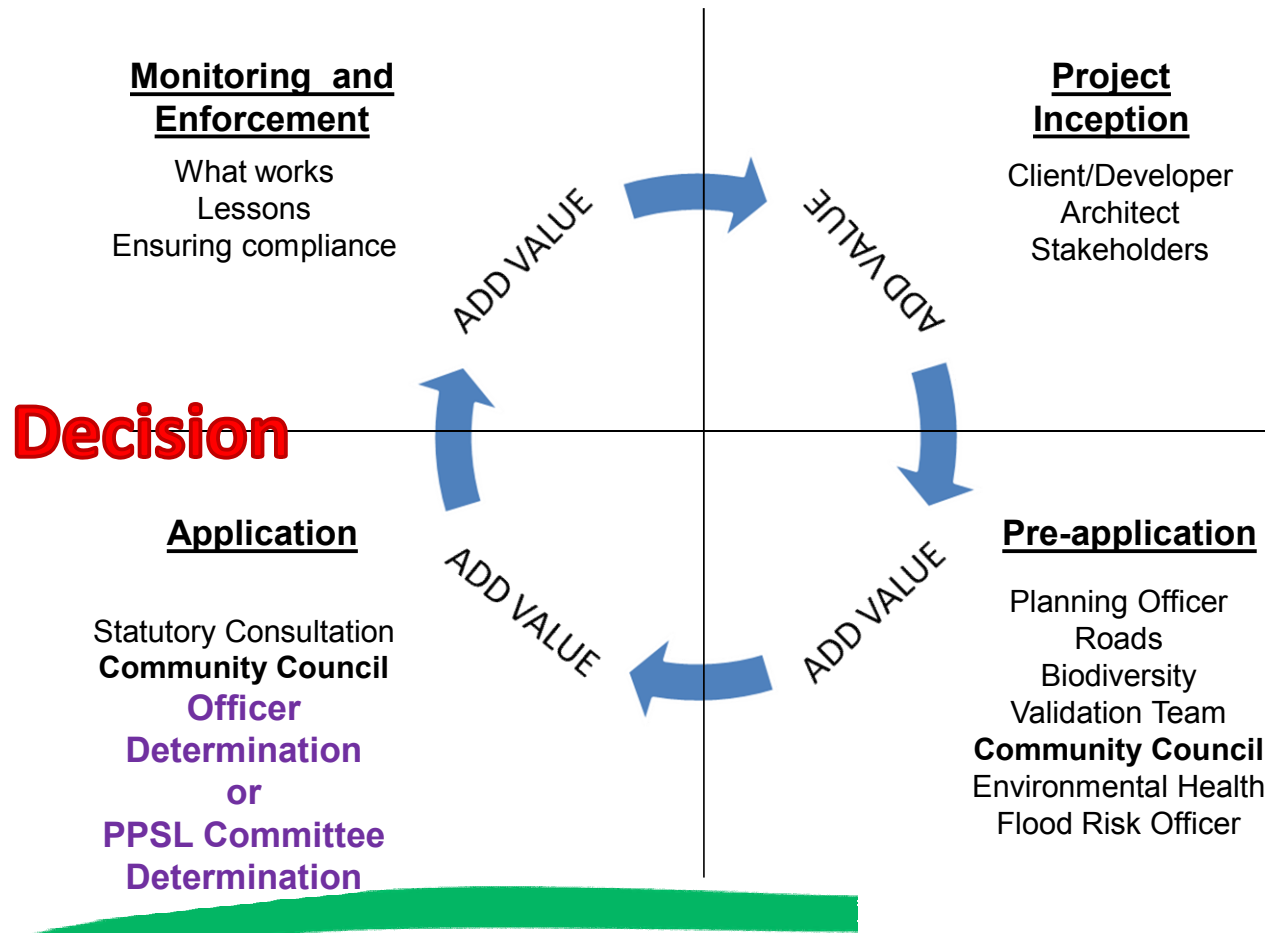 Monitoring and
Enforcement
What works
Lessons
Ensuring compliance
Project
Inception
Client/Developer
Architect
Stakeholders
ADD VALUE
ADD VALUE
Decision
Application
Statutory Consultation
Community Council
Officer
Determination
or
PPSL Committee
Determination
ADD VALUE
ADD VALUE
Pre-application
Planning Officer
Roads
Biodiversity
Validation Team
Community Council
Environmental Health
Flood Risk Officer